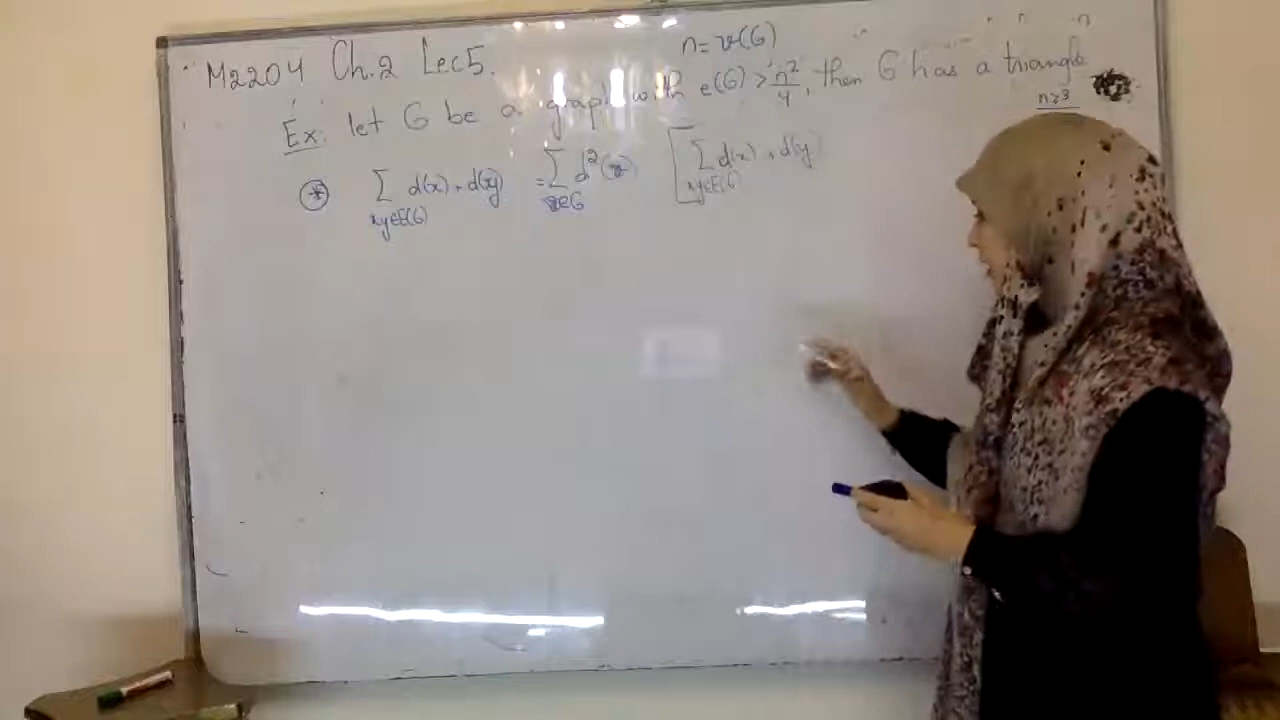 M2204 Ch.2 Lec5.
n = v(G)
Ex: let G be a graph with e(G) > n²/4, then G has a triangle
n≥3
⊛ ∑ d(x) + d(y) = ∑ d²(x) [ ∑ d(x) + d(y)
xy∈E(G) x∈G xy∈E(G)